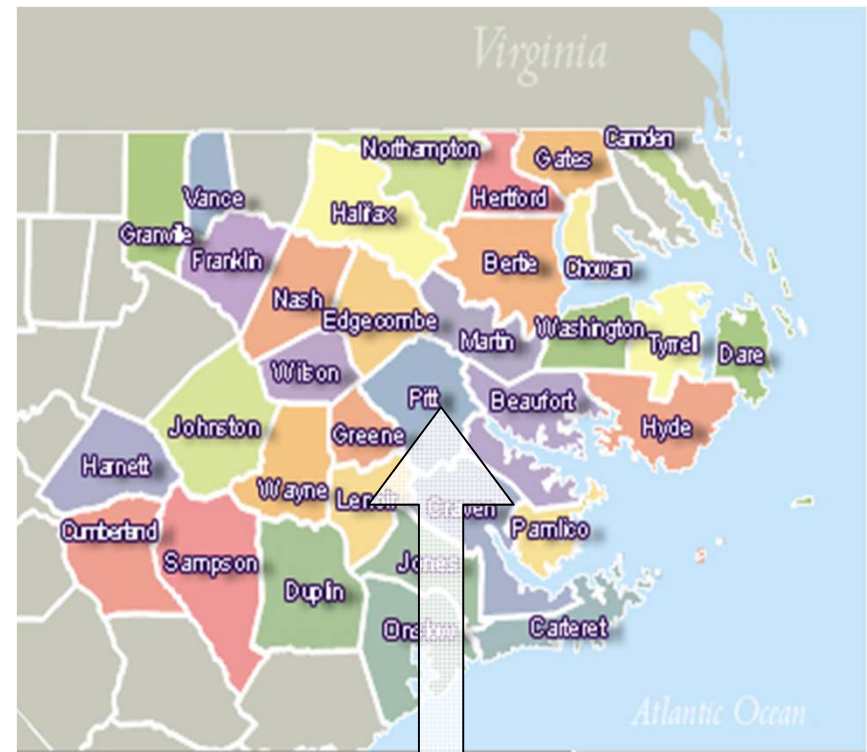 Virginia
Northampton
Camden
Gates
Vance
Hertford
Halifax
Granville
Franklin
Bertie
Chowan
Nash
Edgecombe
Washington
Martin
Tyrrell
Dare
Wilson
Pitt
Beaufort
Johnston
Greene
Hyde
Harnett
Wayne
Lenoir
Craven
Cumberland
Pamlico
Sampson
Jones
Duplin
Onslow
Carteret
Atlantic Ocean